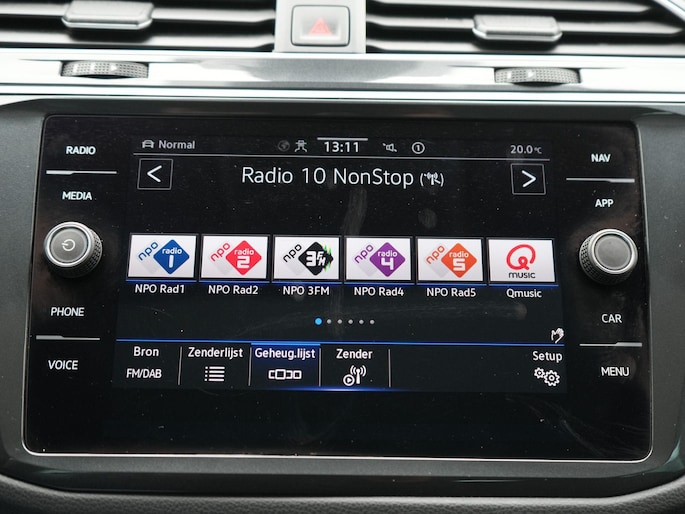 RADIO
MEDIA
PHONE
VOICE
NAV
APP
CAR
MENU
Normal
13:11
1
20.0 °C
< Radio 10 NonStop >
npo radio 1
npo radio 2
npo 3FM
npo radio 4
npo radio 5
Q music
NPO Rad1 NPO Rad2 NPO 3FM NPO Rad4 NPO Rad5 Qmusic
Bron Zenderlijst Geheug.lijst Zender Setup
FM/DAB